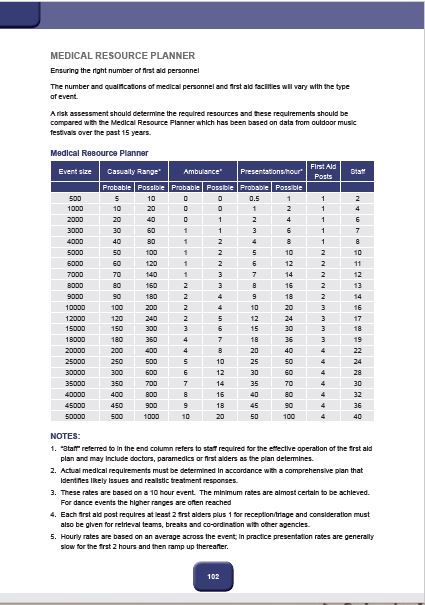 MEDICAL RESOURCE PLANNER
Ensuring the right number of first aid personnel
The number and qualifications of medical personnel and first aid facilities will vary with the type
of event.
A risk assessment should determine the required resources and these requirements should be
compared with the Medical Resource Planner which has been based on data from outdoor music
festivals over the past 15 years.
Medical Resource Planner
Event size Casualty Range* Ambulance* Presentations/hour* First Aid Posts Staff
Probable Possible Probable Possible Probable Possible
500 5 10 0 0 0.5 1 1 2
1000 10 20 0 0 1 2 1 4
2000 20 40 0 1 2 4 1 6
3000 30 60 1 1 3 6 1 7
4000 40 80 1 2 4 8 1 8
5000 50 100 1 2 5 10 2 10
6000 60 120 1 2 6 12 2 11
7000 70 140 1 3 7 14 2 12
8000 80 160 2 3 8 16 2 13
9000 90 180 2 4 9 18 2 14
10000 100 200 2 4 10 20 3 16
12000 120 240 2 5 12 24 3 17
15000 150 300 3 6 15 30 3 18
18000 180 360 4 7 18 36 3 19
20000 200 400 4 8 20 40 4 22
25000 250 500 5 10 25 50 4 24
30000 300 600 6 12 30 60 4 28
35000 350 700 7 14 35 70 4 30
40000 400 800 8 16 40 80 4 32
45000 450 900 9 18 45 90 4 36
50000 500 1000 10 20 50 100 4 40
NOTES:
1. "Staff" referred to in the end column refers to staff required for the effective operation of the first aid
plan and may include doctors, paramedics or first aiders as the plan determines.
2. Actual medical requirements must be determined in accordance with a comprehensive plan that
identifies likely issues and realistic treatment responses.
3. These rates are based on a 10 hour event. The minimum rates are almost certain to be achieved.
For dance events the higher ranges are often reached
4. Each first aid post requires at least 2 first aiders plus 1 for reception/triage and consideration must
also be given for retrieval teams, breaks and co-ordination with other agencies.
5. Hourly rates are based on an average across the event; in practice presentation rates are generally
slow for the first 2 hours and then ramp up thereafter.
102